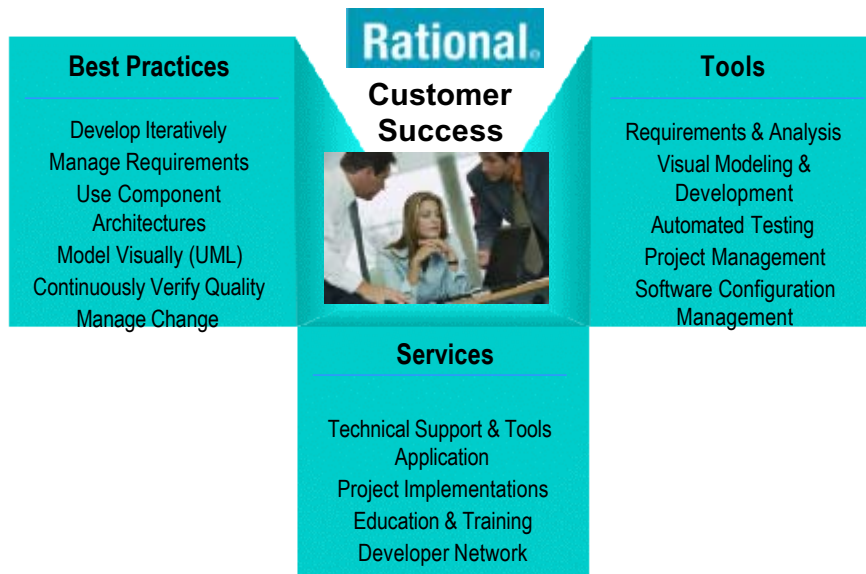 Rational®
Customer
Success
Best Practices
Develop Iteratively
Manage Requirements
Use Component
Architectures
Model Visually (UML)
Continuously Verify Quality
Manage Change
Tools
Requirements & Analysis
Visual Modeling &
Development
Automated Testing
Project Management
Software Configuration
Management
Services
Technical Support & Tools
Application
Project Implementations
Education & Training
Developer Network